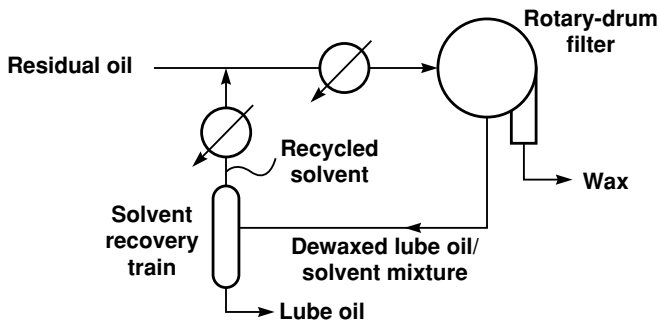 Rotary-drum
filter
Residual oil
Recycled
solvent
Wax
Solvent
recovery
train
Dewaxed lube oil/
solvent mixture
Lube oil